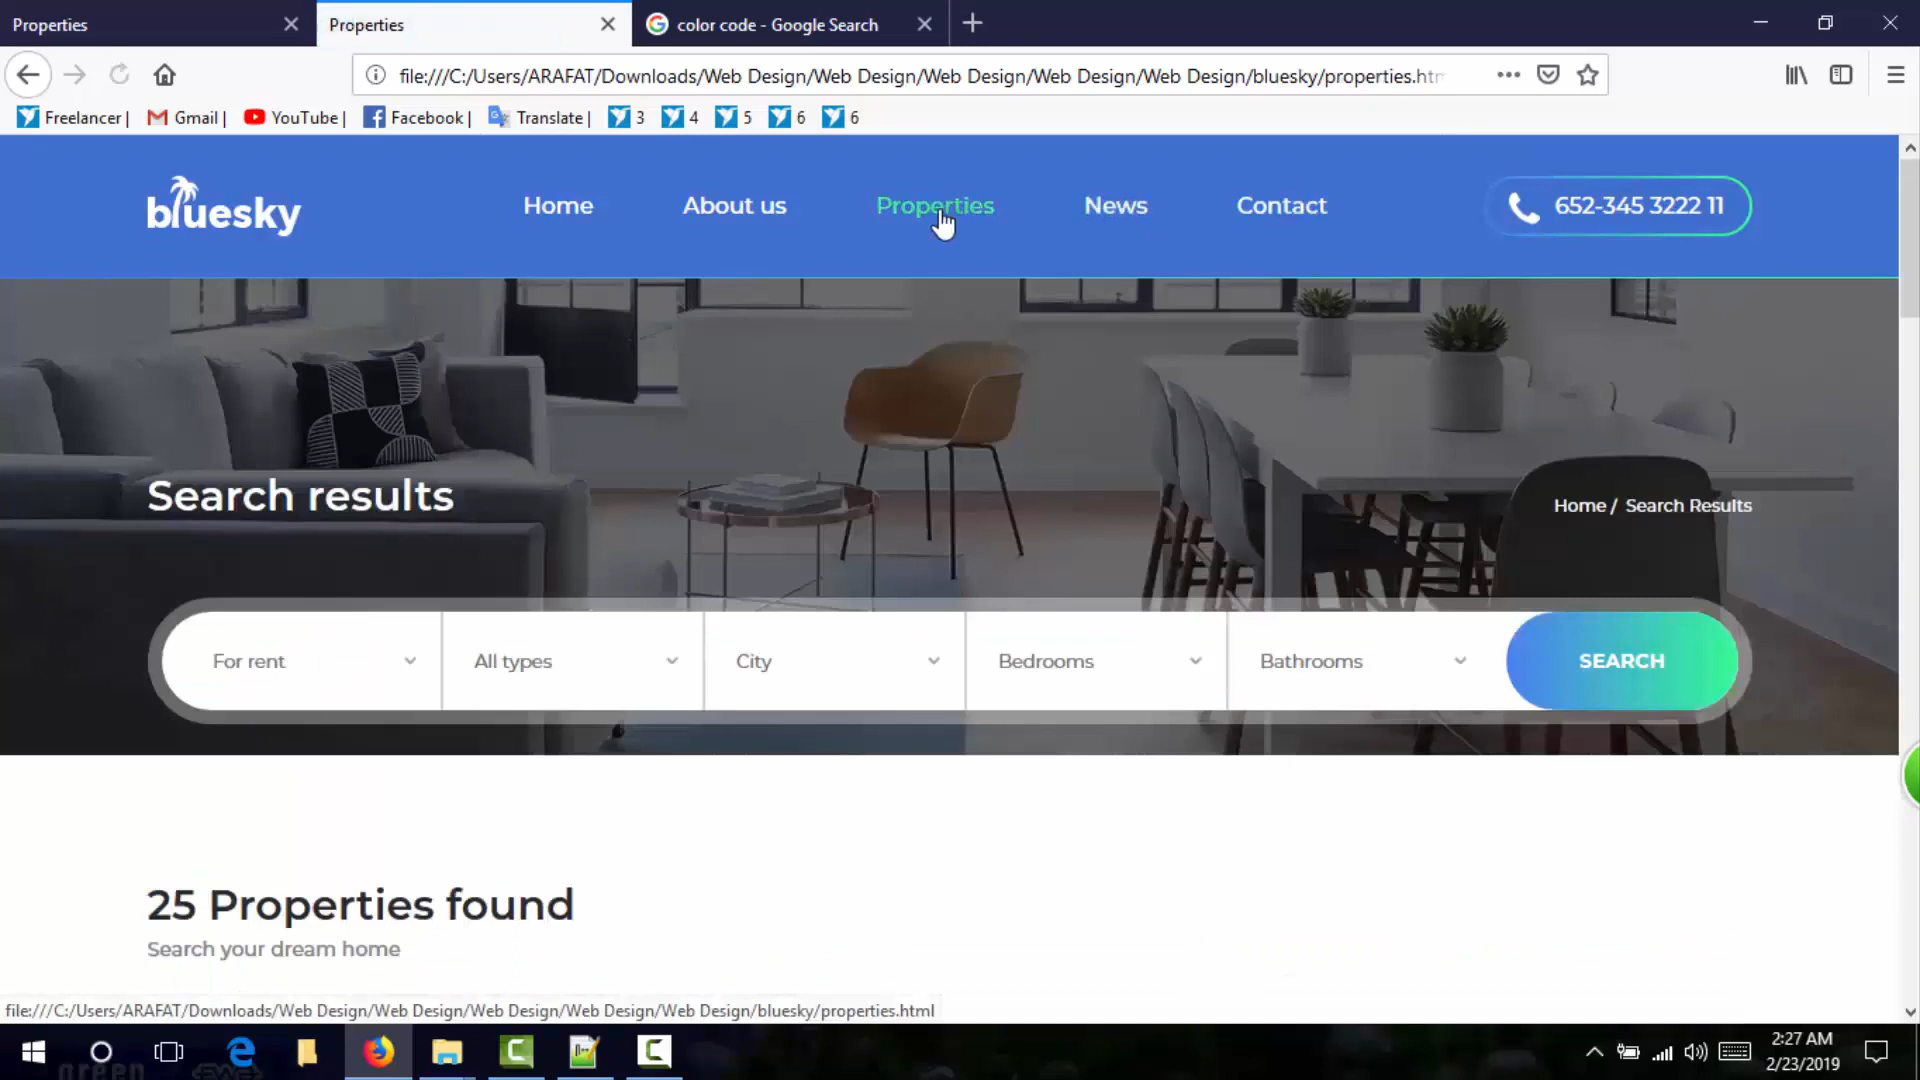 Properties
Properties
color code - Google Search
file:///C:/Users/ARAFAT/Downloads/Web Design/Web Design/Web Design/Web Design/Web Design/bluesky/properties.htm
Freelancer |
Gmail |
YouTube |
Facebook |
Translate |
3
4
5
6
6
bluesky
Home
About us
Properties
News
Contact
652-345 3222 11
Search results
Home / Search Results
For rent
All types
City
Bedrooms
Bathrooms
SEARCH
25 Properties found
Search your dream home
file:///C:/Users/ARAFAT/Downloads/Web Design/Web Design/Web Design/Web Design/Web Design/bluesky/properties.html
green
2:27 AM
2/23/2019